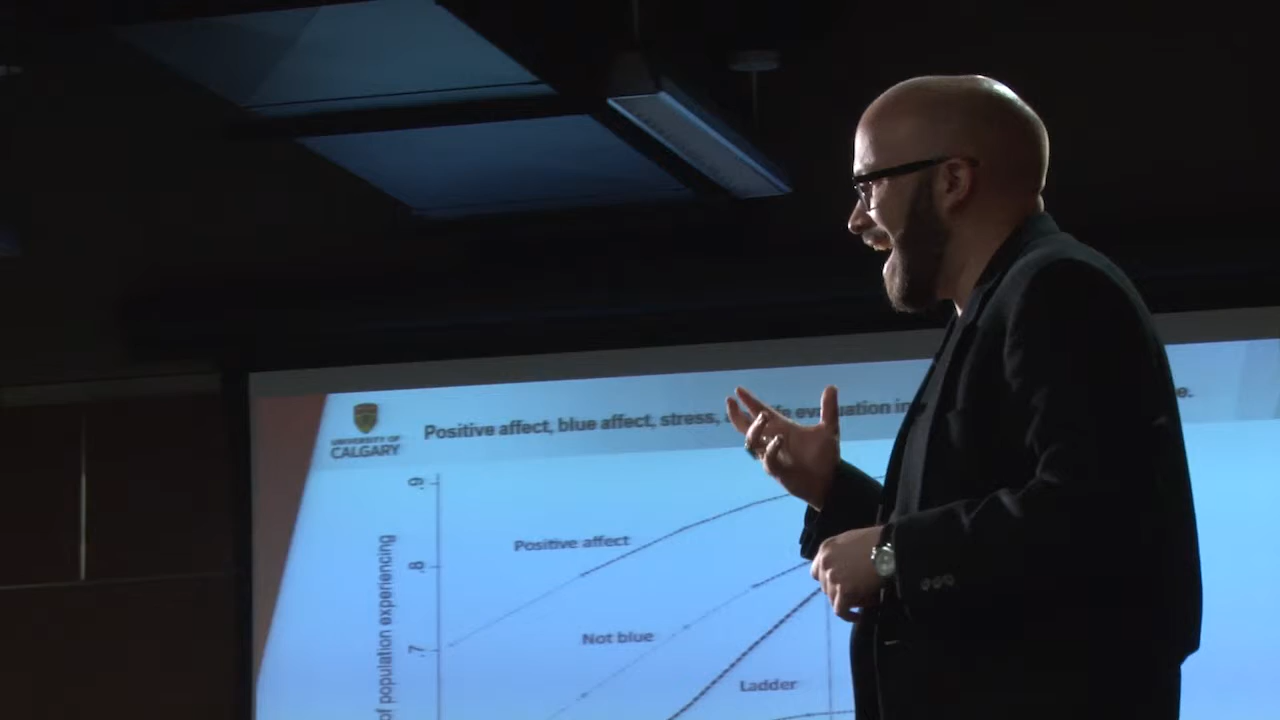 UNIVERSITY OF
CALGARY
Positive affect, blue affect, stress,
.9
.8
.7
of population experiencing
Positive affect
Not blue
Ladder